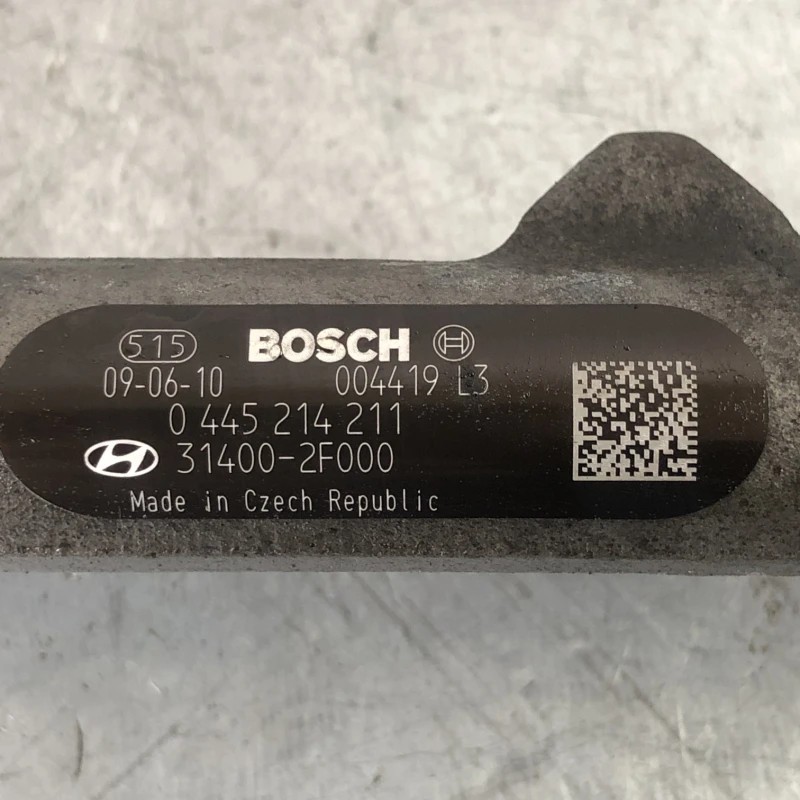 515 BOSCH
09-06-10 004419 L3
0 445 214 211
31400-2F000
Made in Czech Republic